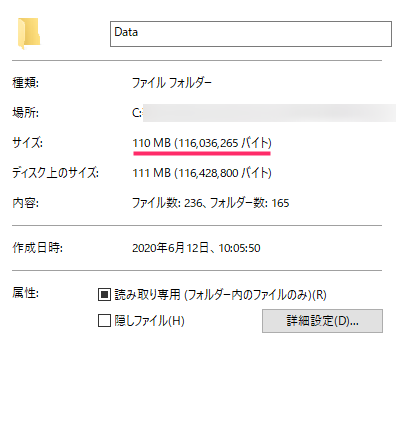 Data
種類: ファイル フォルダー
場所: C:
サイズ: 110 MB (116,036,265 バイト)
ディスク上のサイズ: 111 MB (116,428,800 バイト)
内容: ファイル数: 236、フォルダー数: 165
作成日時: 2020年6月12日、10:05:50
属性: 読み取り専用 (フォルダー内のファイルのみ)(R)
隠しファイル(H) 詳細設定(D)...